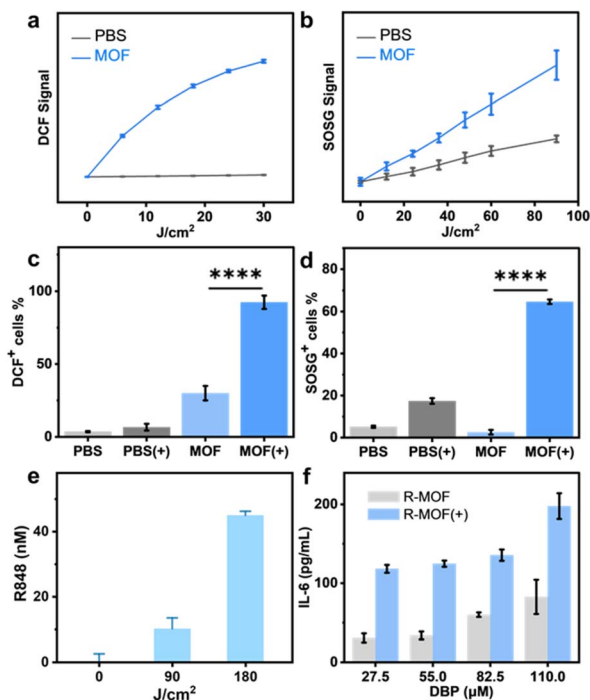 a
PBS
MOF
DCF Signal
0 10 20 30
J/cm²
b
PBS
MOF
SOSG Signal
0 20 40 60 80 100
J/cm²
c
DCF⁺ cells %
100
50
0
****
PBS PBS(+) MOF MOF(+)
d
SOSG⁺ cells %
80
60
40
20
0
****
PBS PBS(+) MOF MOF(+)
e
R848 (nM)
40
20
0
0 90 180
J/cm²
f
R-MOF
R-MOF(+)
IL-6 (pg/mL)
200
100
0
27.5 55.0 82.5 110.0
DBP (µM)